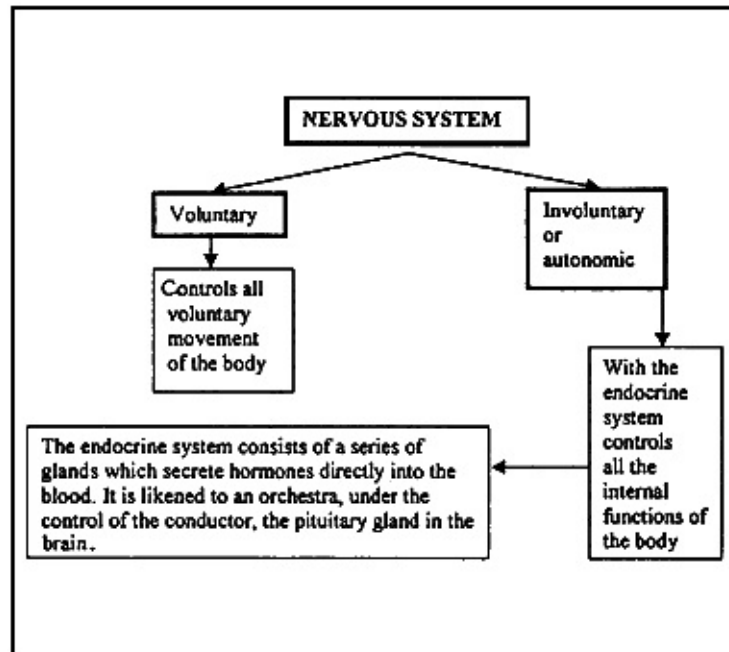 NERVOUS SYSTEM
Voluntary
Involuntary
or
autonomic
Controls all
voluntary
movement
of the body
With the
endocrine
system
controls
all the
internal
functions of
the body
The endocrine system consists of a series of
glands which secrete hormones directly into the
blood. It is likened to an orchestra, under the
control of the conductor, the pituitary gland in the
brain.